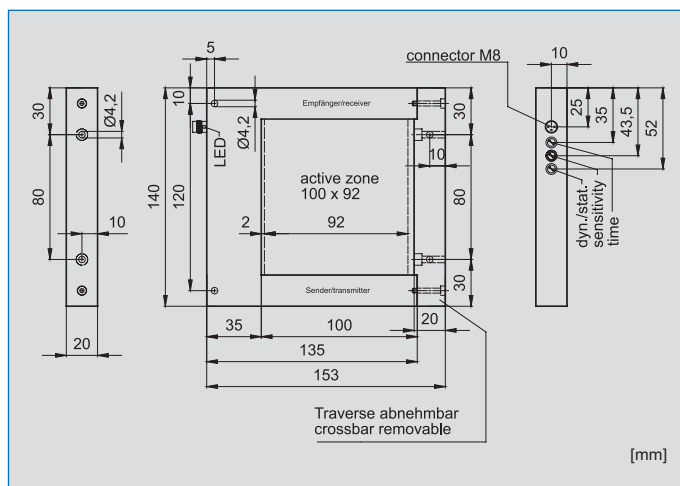 connector M8
10
5
30
Ø4,2
10
Empfänger/receiver
30
25
35
43,5
52
Ø4,2
LED
10
80
10
140
120
active zone
100 x 92
2
92
80
dyn./stat.
sensitivity
time
Sender/transmitter
30
20
35
100
20
135
153
Traverse abnehmbar
crossbar removable
[mm]